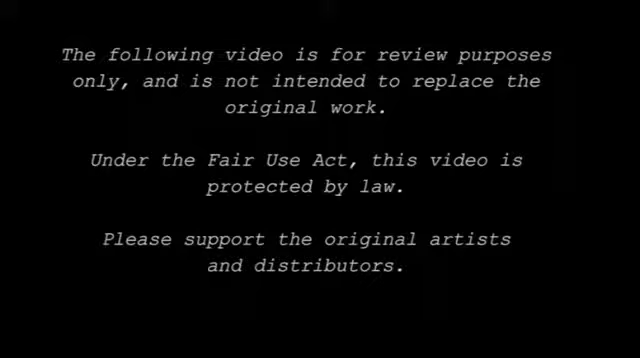 The following video is for review purposes
only, and is not intended to replace the
original work.
Under the Fair Use Act, this video is
protected by law.
Please support the original artists
and distributors.